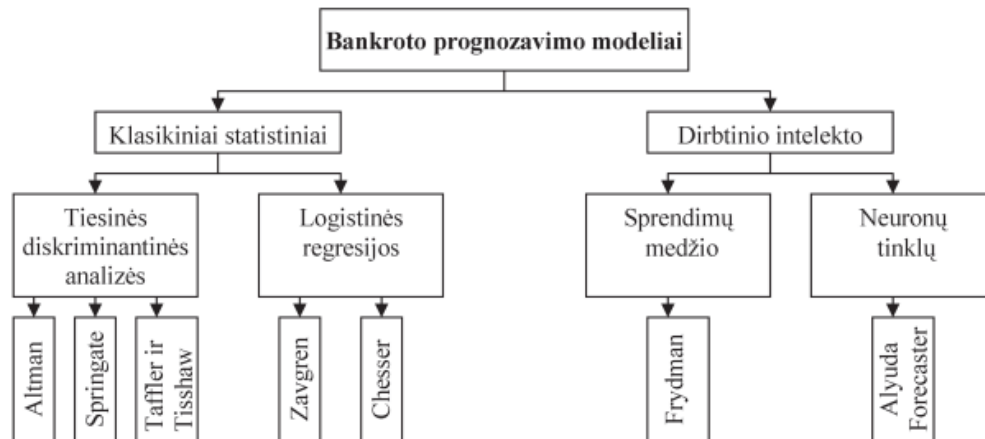 Bankroto prognozavimo modeliai
Klasikiniai statistiniai
Dirbtinio intelekto
Tiesinės
diskriminantinės
analizės
Logistinės
regresijos
Sprendimų
medžio
Neuronų
tinklų
Altman
Springate
Taffler ir
Tisshaw
Zavgren
Chesser
Frydman
Alyuda
Forecaster